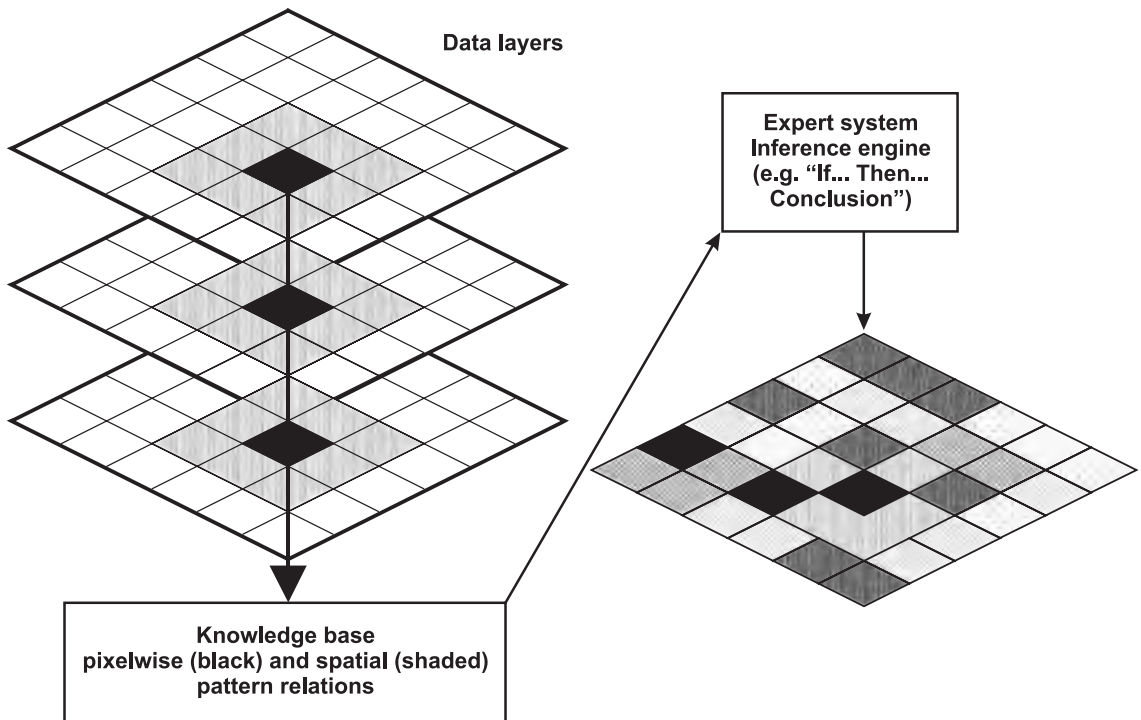 Data layers
Expert system
Inference engine
(e.g. “If... Then...
Conclusion”)
Knowledge base
pixelwise (black) and spatial (shaded)
pattern relations